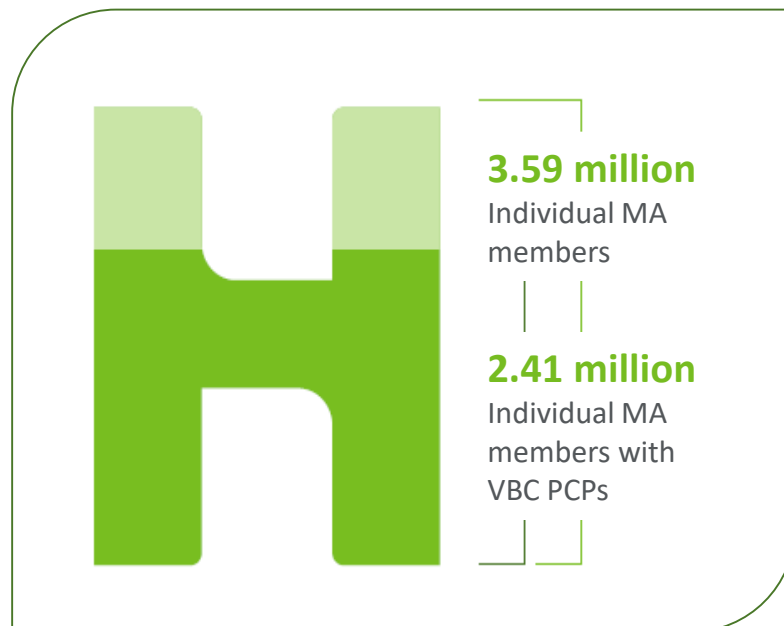 3.59 million
Individual MA
members
2.41 million
Individual MA
members with
VBC PCPs